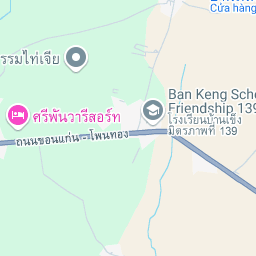 Cửa hàng
รรมไท่เจีย
Ban Keng Sch
Friendship 139
โรงเรียนบ้านเข็ง
มิตรภาพที่ 139
ศรีพันวารีสอร์ท
ถนนขอนแก่น - โพนทอง